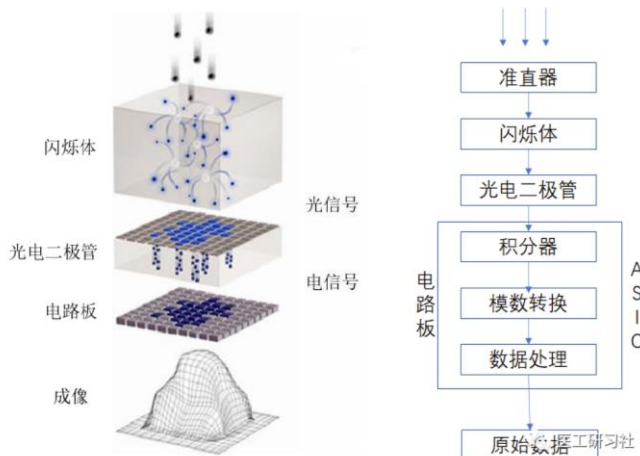 闪烁体
光信号
光电二极管
电信号
电路板
成像
准直器
闪烁体
光电二极管
积分器
模数转换
数据处理
电路板
ASIC
原始数据
医工研习社